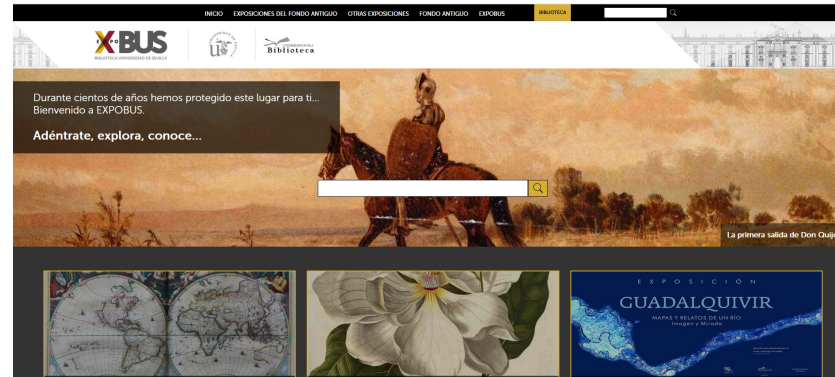 INICIO EXPOSICIONES DEL FONDO ANTIGUO OTRAS EXPOSICIONES FONDO ANTIGUO EXPOBUS BIBLIOTECA
EXPOBUS
BIBLIOTECA UNIVERSIDAD DE SEVILLA
Biblioteca
Durante cientos de años hemos protegido este lugar para ti...
Bienvenido a EXPOBUS.
Adéntrate, explora, conoce...
La primera salida de Don Quij
EXPOSICIÓN
GUADALQUIVIR
MAPAS Y RELATOS DE UN RÍO
Imagen y Mirada